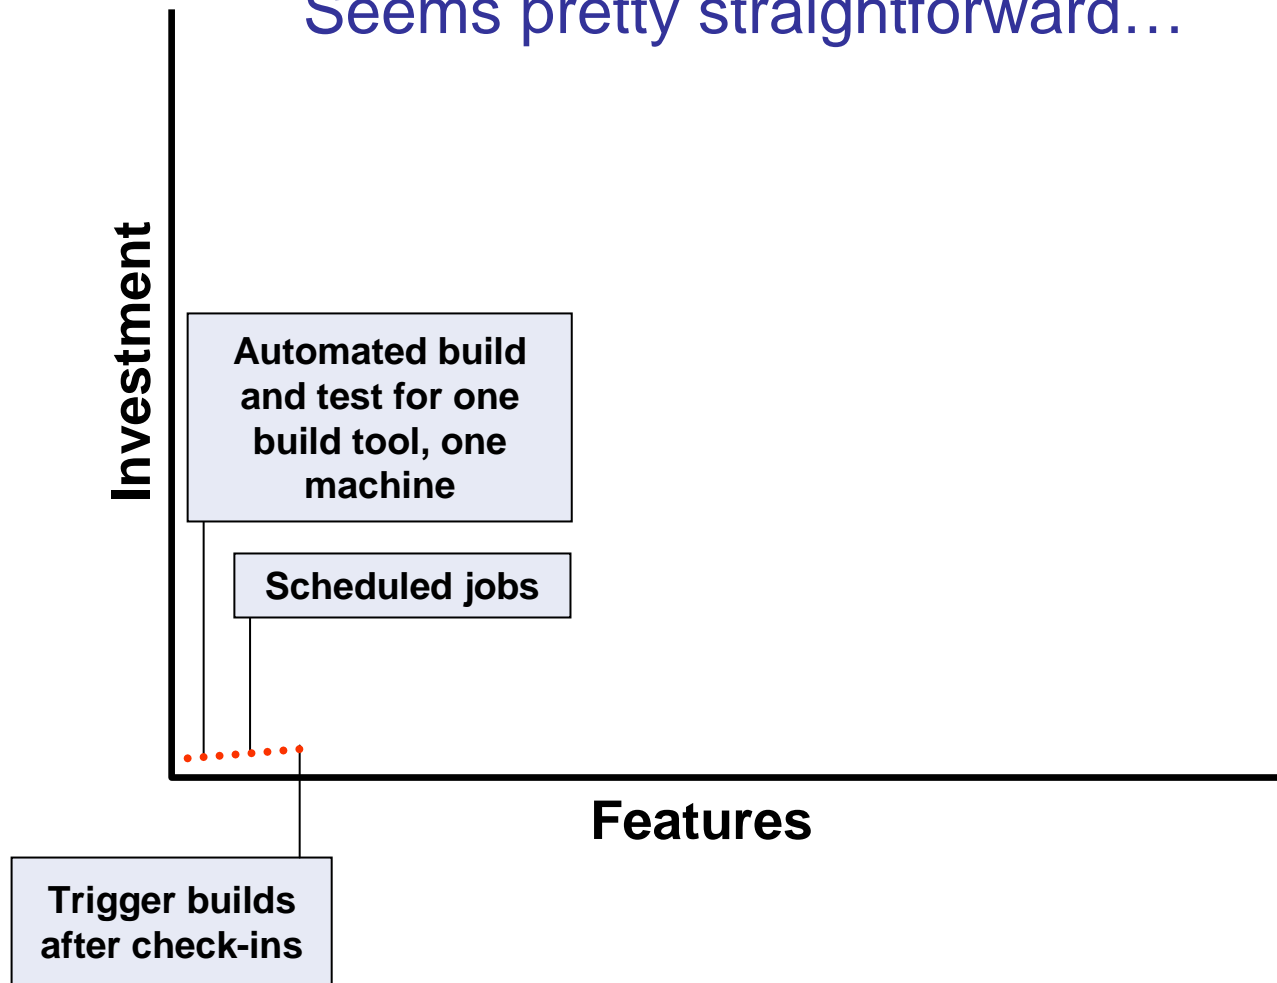 Seems pretty straightforward…
Investment
Automated build
and test for one
build tool, one
machine
Scheduled jobs
Features
Trigger builds
after check-ins